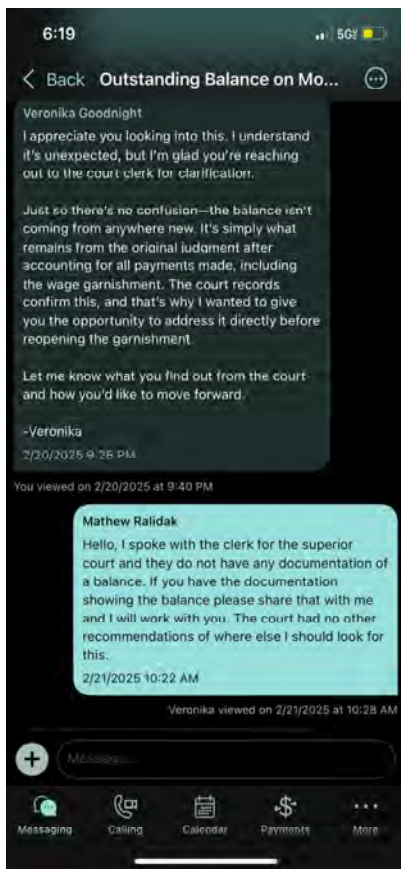 6:19
5G
Back Outstanding Balance on Mo...
Veronika Goodnight
I appreciate you looking into this. I understand
it's unexpected, but I'm glad you're reaching
out to the court clerk for clarification.
Just so there's no confusion—the balance isn't
coming from anywhere new. It's simply what
remains from the original judgment after
accounting for all payments made, including
the wage garnishment. The court records
confirm this, and that's why I wanted to give
you the opportunity to address it directly before
reopening the garnishment.
Let me know what you find out from the court
and how you'd like to move forward.
-Veronika
2/20/2025 9:26 PM
You viewed on 2/20/2025 at 9:40 PM
Mathew Ralidak
Hello, I spoke with the clerk for the superior
court and they do not have any documentation of
a balance. If you have the documentation
showing the balance please share that with me
and I will work with you. The court had no other
recommendations of where else I should look for
this.
2/21/2025 10:22 AM
Veronika viewed on 2/21/2025 at 10:28 AM
Message...
Messaging Calling Calendar Payments More